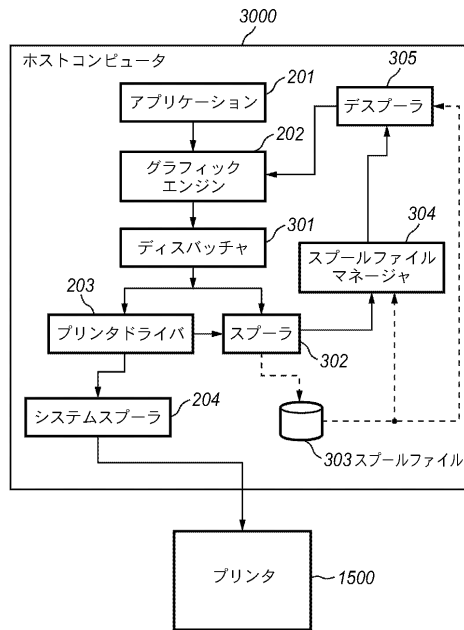 3000
ホストコンピュータ
201
アプリケーション
202
グラフィック
エンジン
301
ディスパッチャ
305
デスプーラ
304
スプールファイル
マネージャ
203
プリンタドライバ
スプーラ
302
システムスプーラ
204
303 スプールファイル
プリンタ
1500